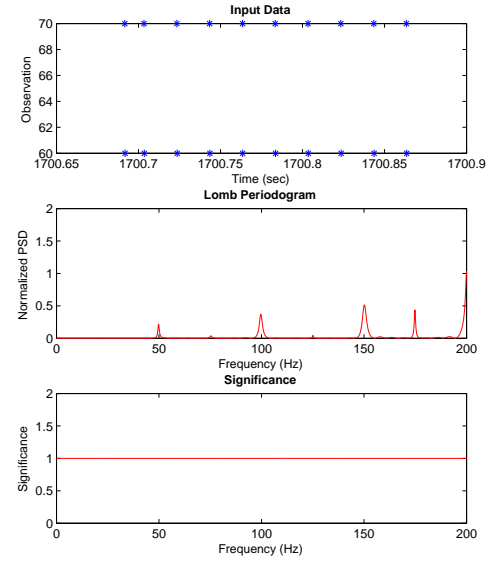 Input Data
70
68
66
64
62
60
Observation
1700.65 1700.7 1700.75 1700.8 1700.85 1700.9
Time (sec)
Lomb Periodogram
2
1.5
1
0.5
0
Normalized PSD
0 50 100 150 200
Frequency (Hz)
Significance
2
1.5
1
0.5
0
Significance
0 50 100 150 200
Frequency (Hz)